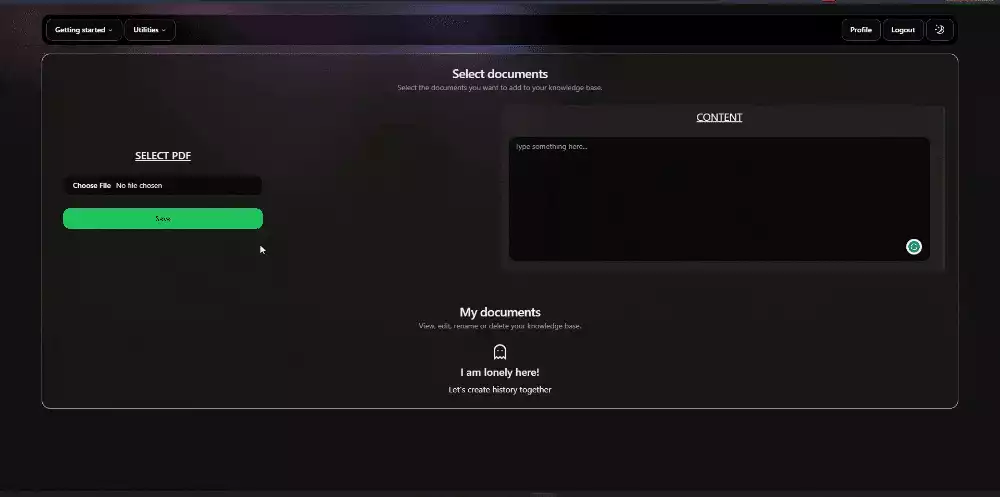 Getting started
Utilities
Profile
Logout
Select documents
Select the documents you want to add to your knowledge base.
SELECT PDF
Choose File No file chosen
Save
CONTENT
Type something here...
My documents
View, edit, rename or delete your knowledge base.
I am lonely here!
Let's create history together